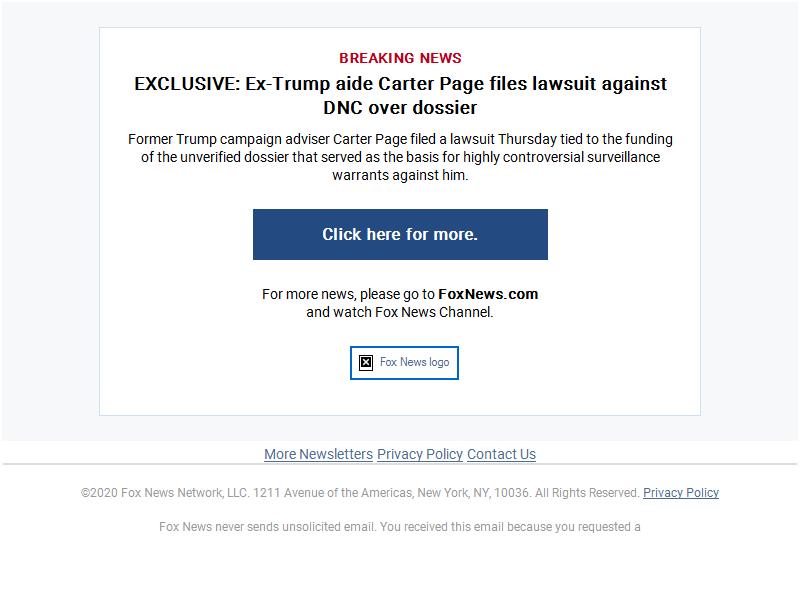 BREAKING NEWS
EXCLUSIVE: Ex-Trump aide Carter Page files lawsuit against
DNC over dossier
Former Trump campaign adviser Carter Page filed a lawsuit Thursday tied to the funding
of the unverified dossier that served as the basis for highly controversial surveillance
warrants against him.
Click here for more.
For more news, please go to FoxNews.com
and watch Fox News Channel.
Fox News logo
More Newsletters Privacy Policy Contact Us
©2020 Fox News Network, LLC. 1211 Avenue of the Americas, New York, NY, 10036. All Rights Reserved. Privacy Policy
Fox News never sends unsolicited email. You received this email because you requested a